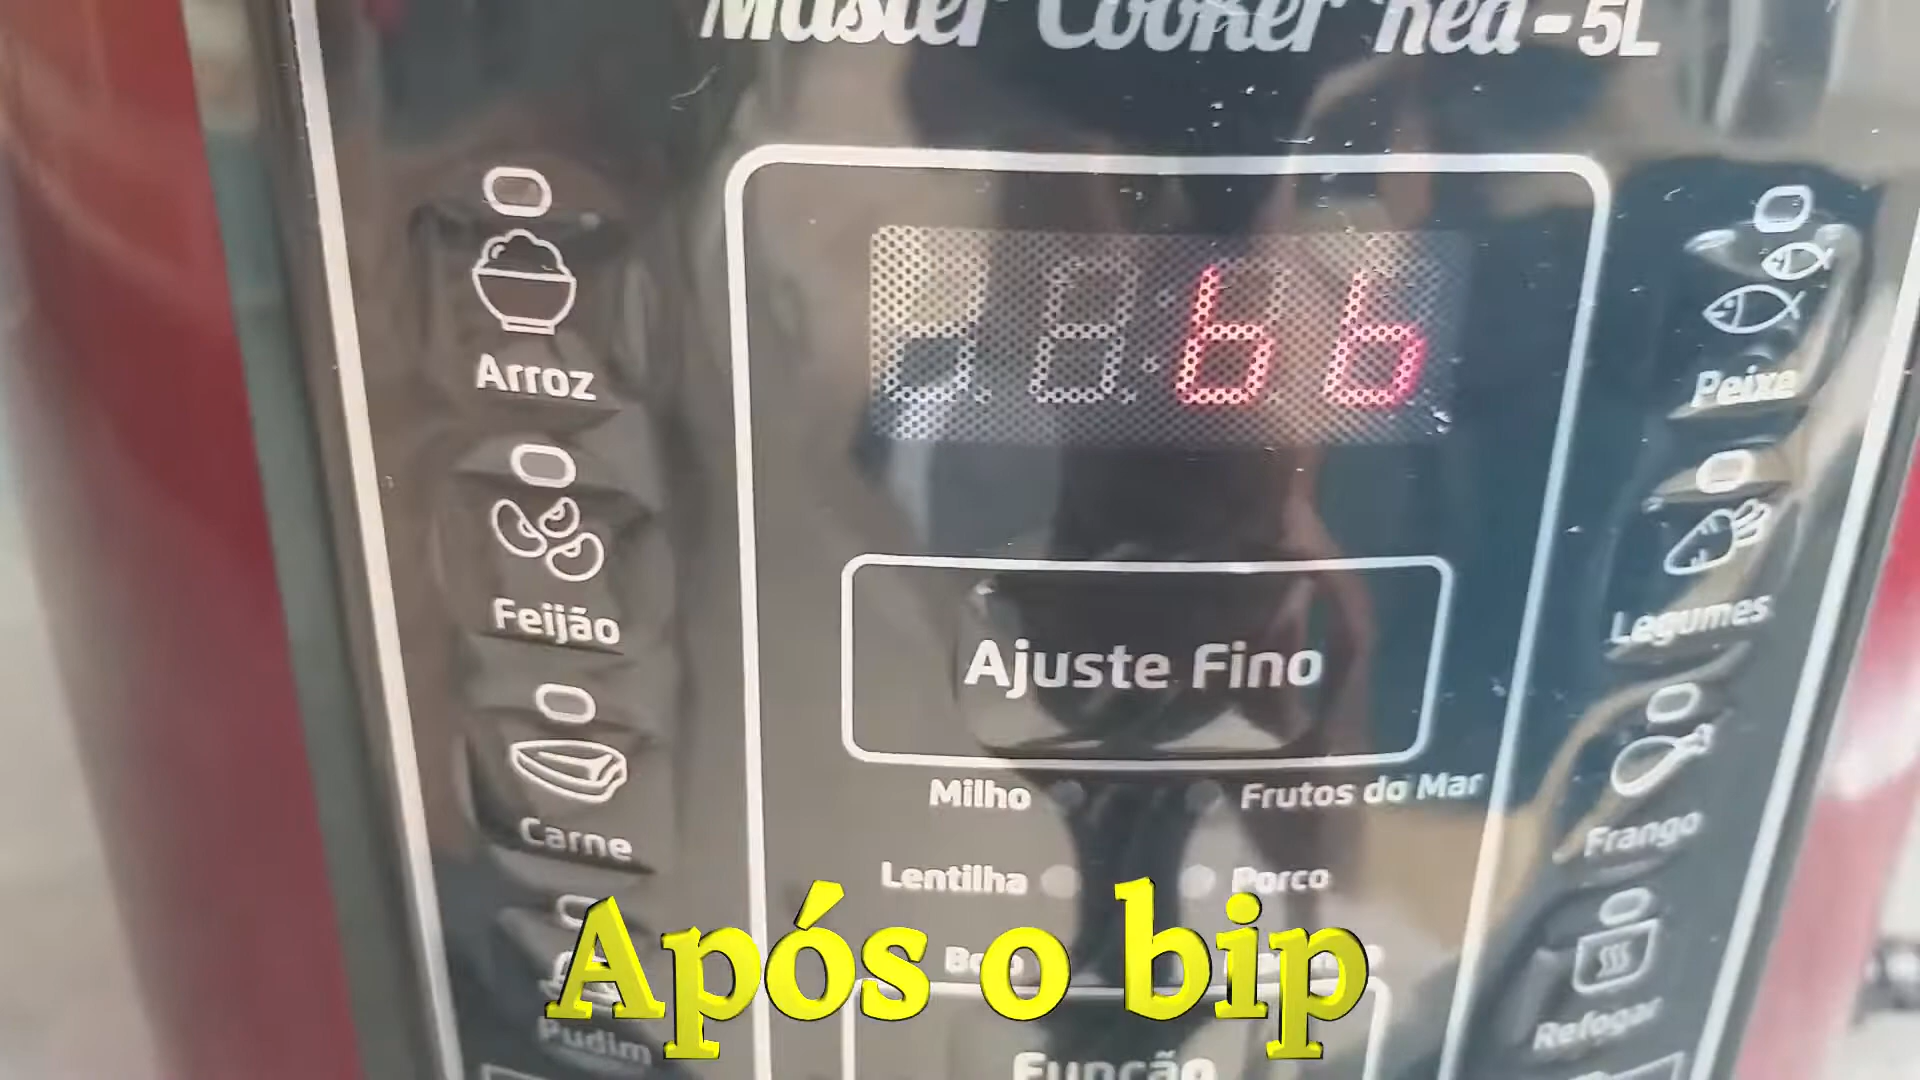 Master Cooker Red - 5L
bb
Arroz
Peixe
Feijão
Ajuste Fino
Legumes
Carne
Milho
Frutos do Mar
Frango
Lentilha
Porco
Após o bip
Pudim
Refogar
Função